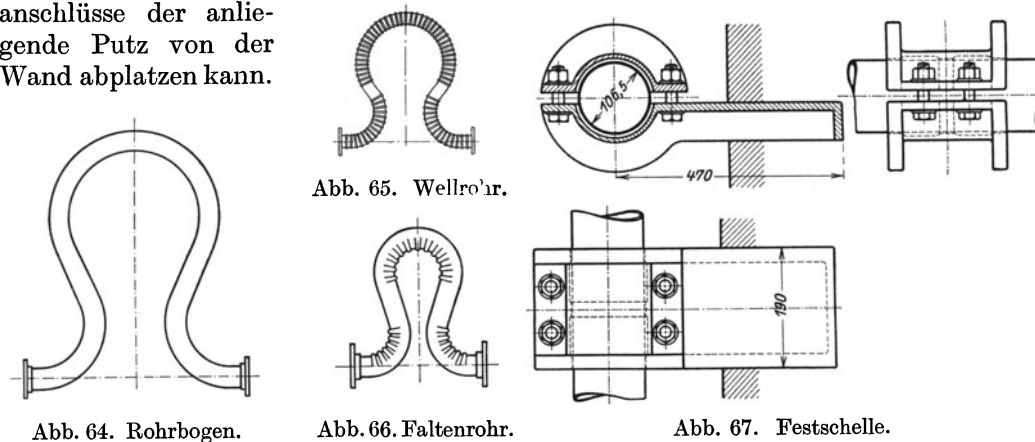 anschlüsse der anlie-
gende Putz von der
Wand abplatzen kann.
106,5
470
Abb. 65. Wellrohr.
190
Abb. 64. Rohrbogen.
Abb. 66. Faltenrohr.
Abb. 67. Festschelle.